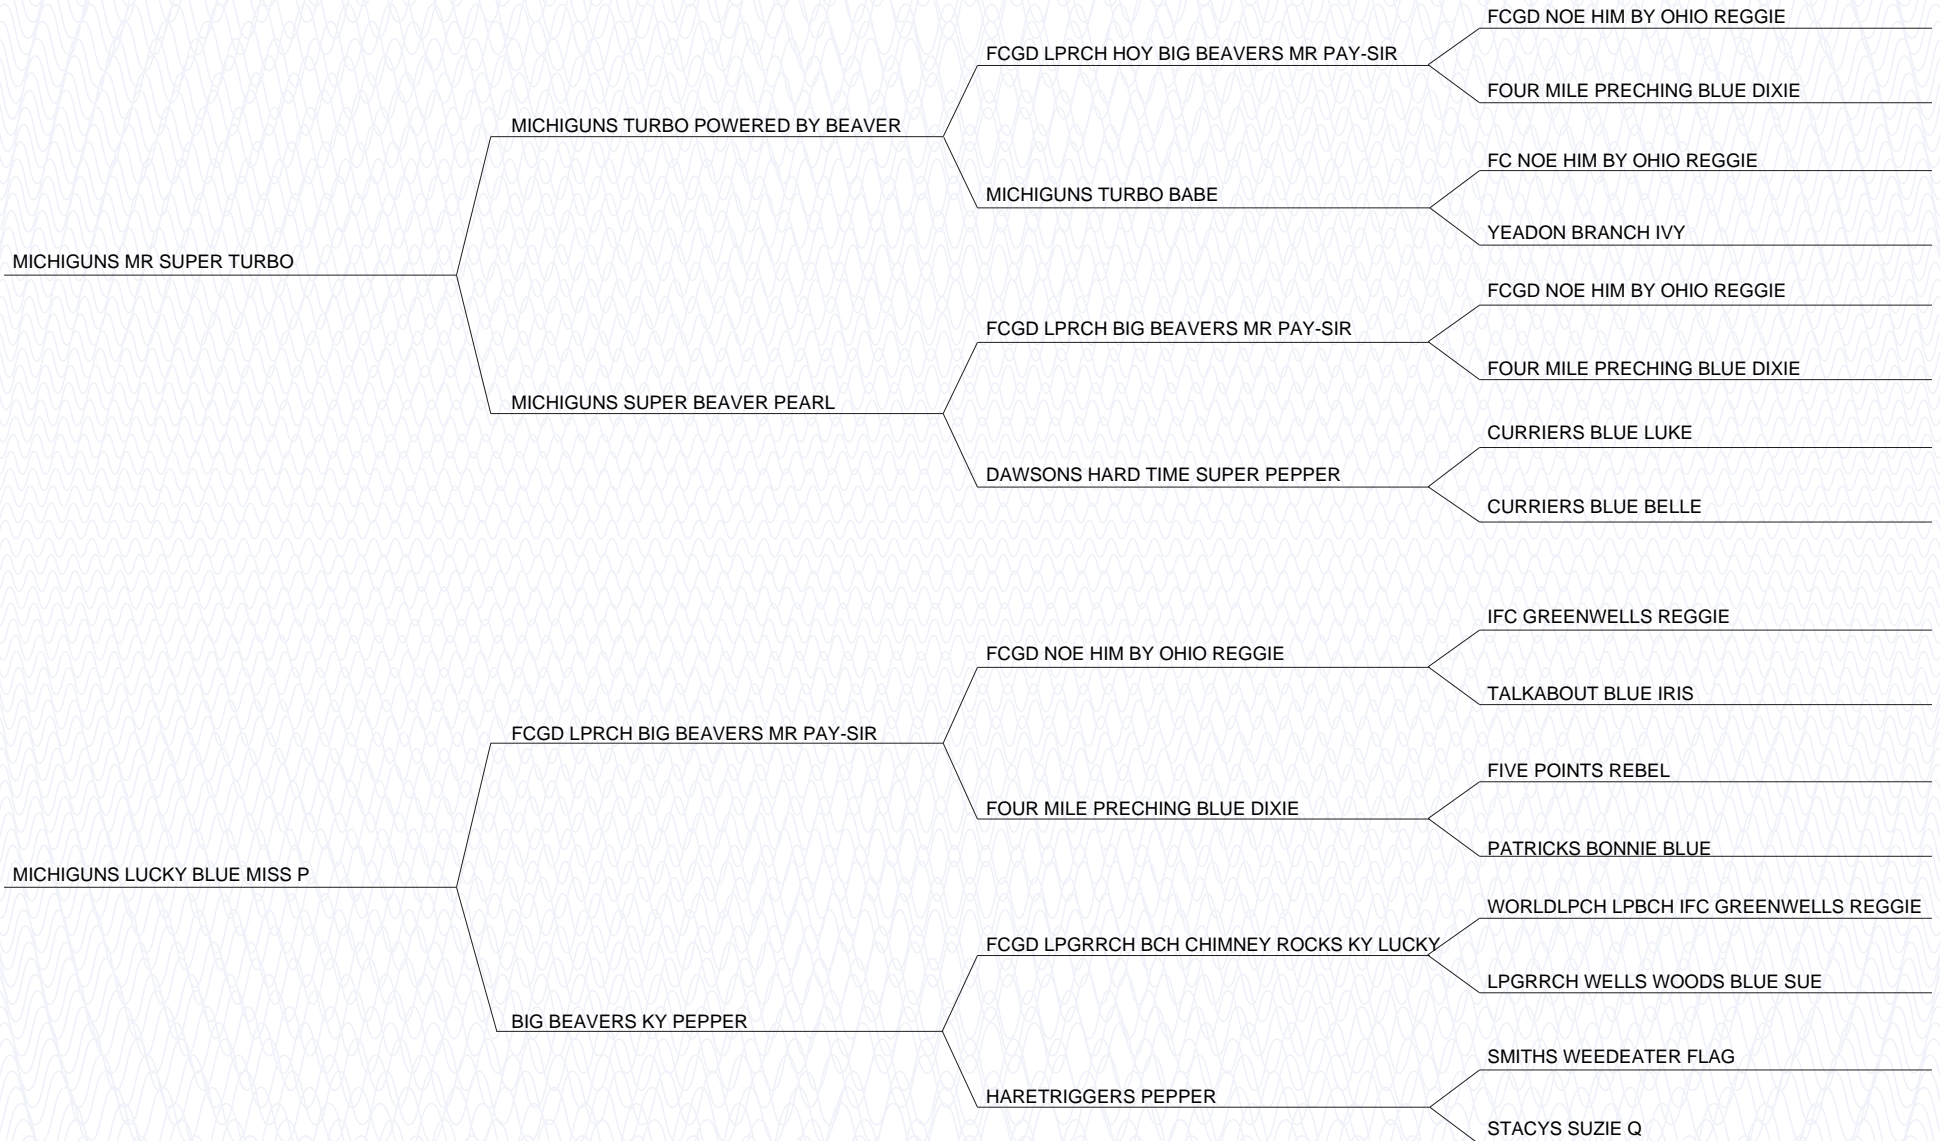 FCGD NOE HIM BY OHIO REGGIE
FCGD LPRCH HOY BIG BEAVERS MR PAY-SIR
FOUR MILE PRECHING BLUE DIXIE
MICHIGUNS TURBO POWERED BY BEAVER
FC NOE HIM BY OHIO REGGIE
MICHIGUNS TURBO BABE
YEADON BRANCH IVY
MICHIGUNS MR SUPER TURBO
FCGD NOE HIM BY OHIO REGGIE
FCGD LPRCH BIG BEAVERS MR PAY-SIR
FOUR MILE PRECHING BLUE DIXIE
MICHIGUNS SUPER BEAVER PEARL
CURRIERS BLUE LUKE
DAWSONS HARD TIME SUPER PEPPER
CURRIERS BLUE BELLE
IFC GREENWELLS REGGIE
FCGD NOE HIM BY OHIO REGGIE
TALKABOUT BLUE IRIS
FCGD LPRCH BIG BEAVERS MR PAY-SIR
FIVE POINTS REBEL
FOUR MILE PRECHING BLUE DIXIE
PATRICKS BONNIE BLUE
MICHIGUNS LUCKY BLUE MISS P
WORLDLPCH LPBCH IFC GREENWELLS REGGIE
FCGD LPGRRCH BCH CHIMNEY ROCKS KY LUCKY
LPGRRCH WELLS WOODS BLUE SUE
BIG BEAVERS KY PEPPER
SMITHS WEEDEATER FLAG
HARETRIGGERS PEPPER
STACYS SUZIE Q